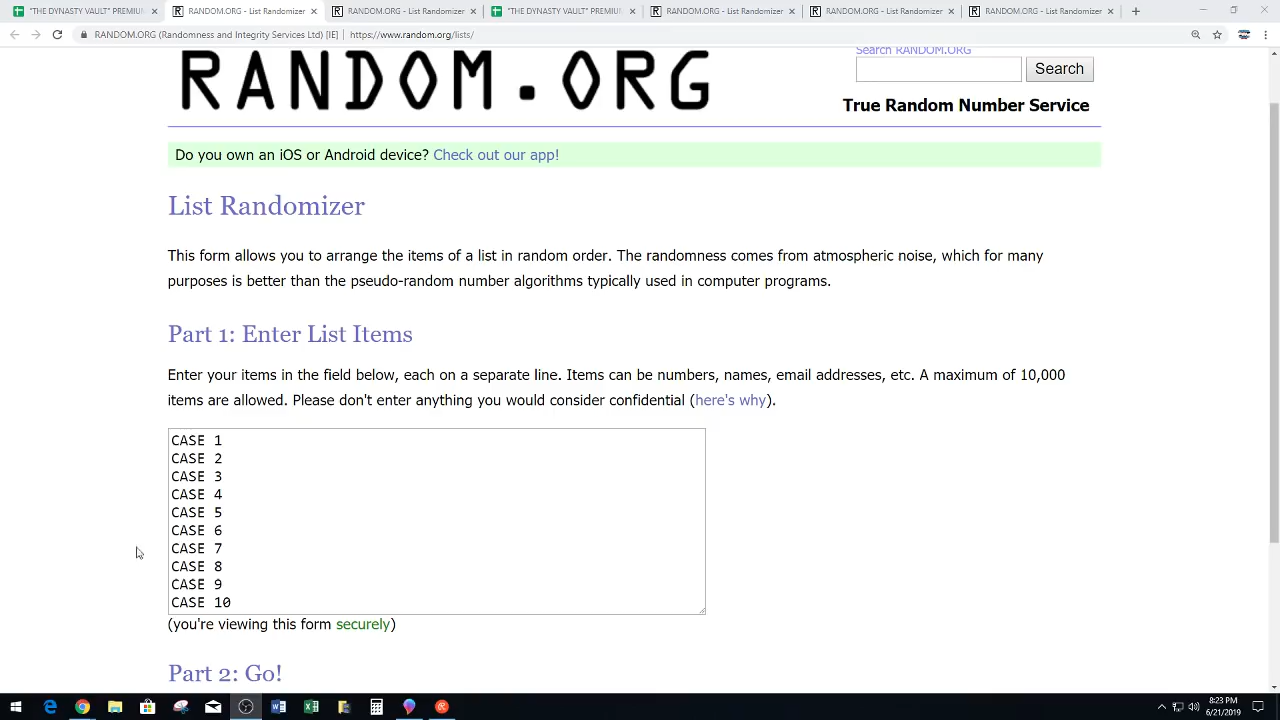 "THE DYNASTY VAULT" PREMIUM
RANDOM.ORG - List Randomizer
RANDOM.ORG - List Randomizer
"THE DYNASTY VAULT" PREMIUM
RANDOM.ORG - List Randomizer
RANDOM.ORG - List Randomizer
RANDOM.ORG - List Randomizer
RANDOM.ORG (Randomness and Integrity Services Ltd) [IE] | https://www.random.org/lists/
Search RANDOM.ORG
RANDOM.ORG
Search
True Random Number Service
Do you own an iOS or Android device? Check out our app!
List Randomizer
This form allows you to arrange the items of a list in random order. The randomness comes from atmospheric noise, which for many
purposes is better than the pseudo-random number algorithms typically used in computer programs.
Part 1: Enter List Items
Enter your items in the field below, each on a separate line. Items can be numbers, names, email addresses, etc. A maximum of 10,000
items are allowed. Please don't enter anything you would consider confidential (here's why).
CASE 1
CASE 2
CASE 3
CASE 4
CASE 5
CASE 6
CASE 7
CASE 8
CASE 9
CASE 10
(you're viewing this form securely)
Part 2: Go!
8:23 PM
6/21/2019